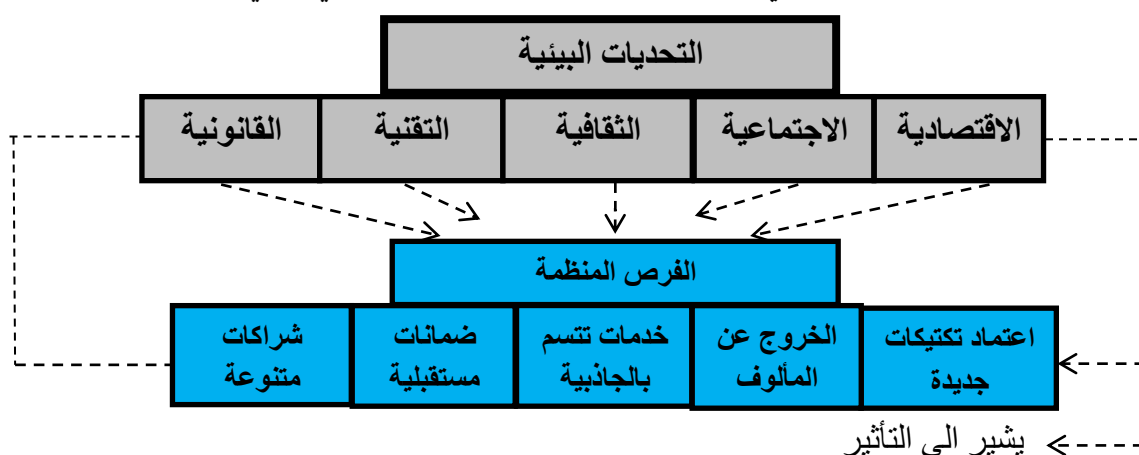 التحديات البيئية
الاقتصادية الاجتماعية الثقافية التقنية القانونية
الفرص المنظمة
اعتماد تكتيكات الخروج عن خدمات تتسم ضمانات شراكات
جديدة المألوف بالجاذبية مستقبلية متنوعة
يشير الى التأثير